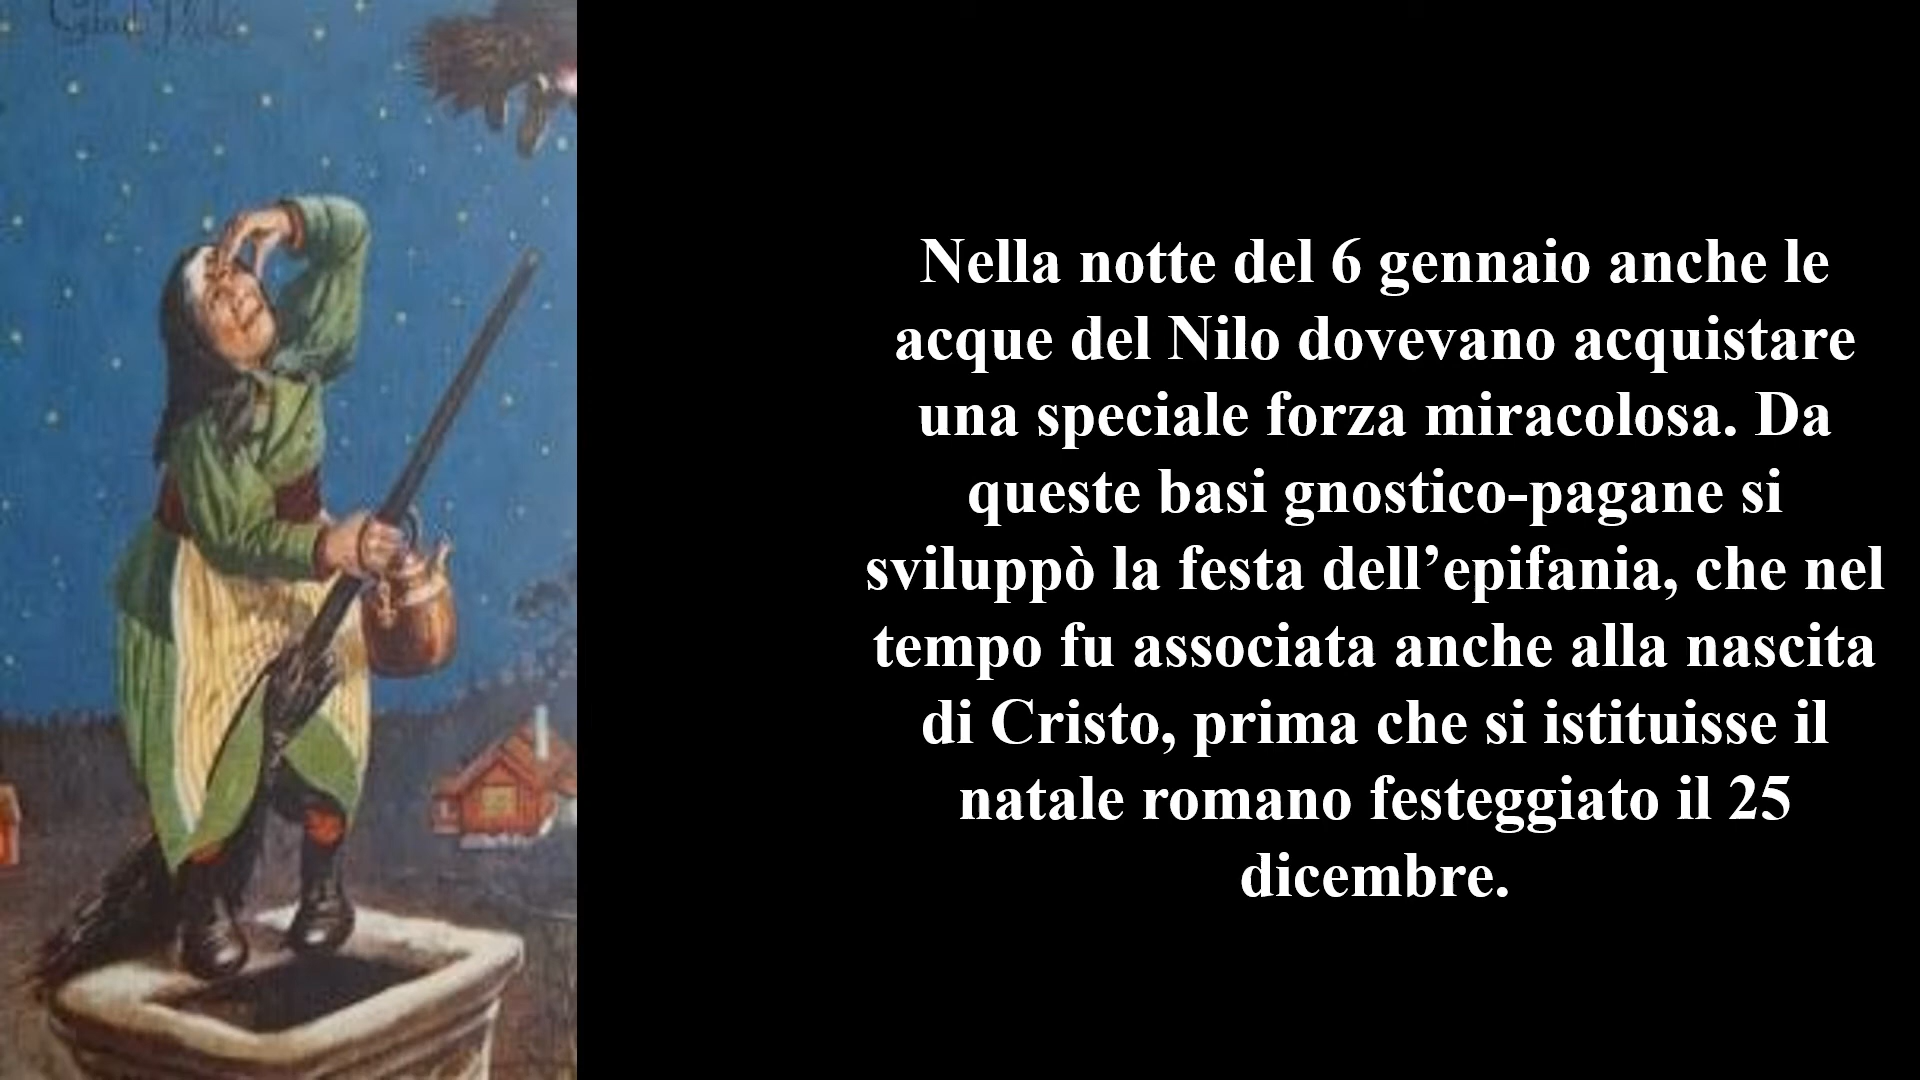 Nella notte del 6 gennaio anche le
acque del Nilo dovevano acquistare
una speciale forza miracolosa. Da
queste basi gnostico-pagane si
sviluppò la festa dell’epifania, che nel
tempo fu associata anche alla nascita
di Cristo, prima che si istituisse il
natale romano festeggiato il 25
dicembre.